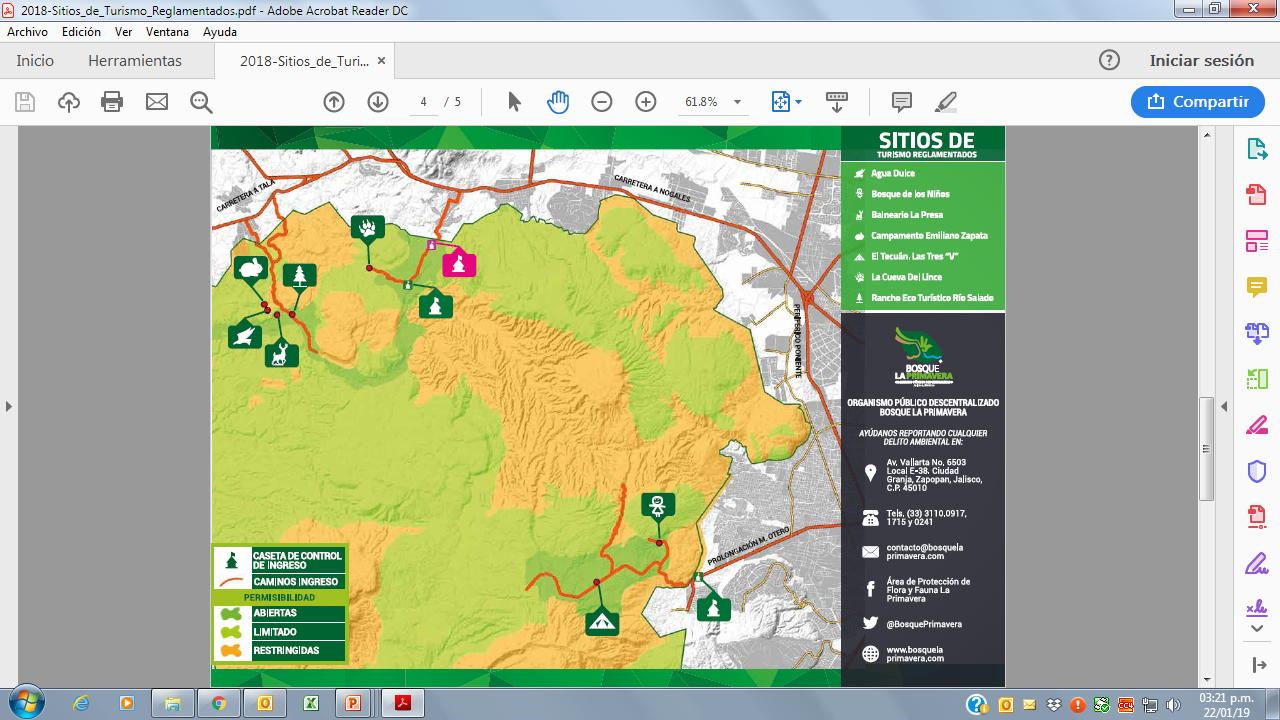 2018-Sitios_de_Turismo_Reglamentados.pdf - Adobe Acrobat Reader DC
Archivo Edición Ver Ventana Ayuda
Inicio Herramientas 2018-Sitios_de_Turi... × Iniciar sesión
4 / 5 61.8% Compartir
SITIOS DE
TURISMO REGLAMENTADOS
Agua Dulce
Bosque de los Niños
Balneario La Presa
Campamento Emiliano Zapata
El Tecuán, Las Tres "V"
La Cueva Del Lince
Rancho Eco Turístico Río Salado
CARRETERA A TALA
CARRETERA A NOGALES
PERIFERICO PONIENTE
PROLONGACIÓN M. OTERO
CASETA DE CONTROL
DE INGRESO
CAMINOS INGRESO
PERMISIBILIDAD
ABIERTAS
LIMITADO
RESTRINGIDAS
BOSQUE
LA PRIMAVERA
ORGANISMO PÚBLICO DESCENTRALIZADO
BOSQUE LA PRIMAVERA
AYÚDANOS REPORTANDO CUALQUIER
DELITO AMBIENTAL EN:
Av, Vallarta No, 6503
Local E-38, Ciudad
Granja, Zapopan, Jalisco,
C.P. 45010
Tels, (33) 3110,0917,
1715 y 0241
contacto@bosquela
primavera.com
Área de Protección de
Flora y Fauna La
Primavera
@BosquePrimavera
www.bosquela
primavera,com
03:21 p.m.
22/01/19